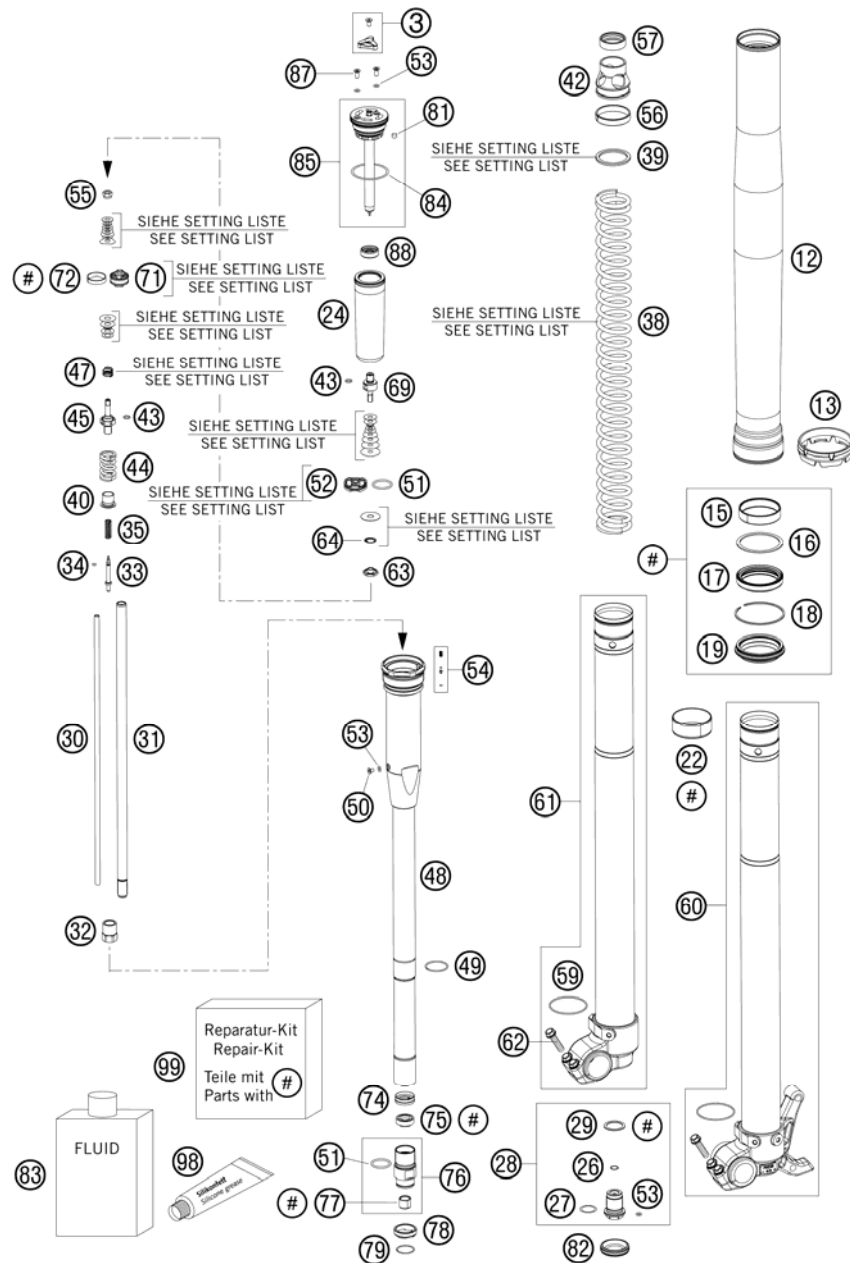 3
57
87
53
42
81
56
SIEHE SETTING LISTE
SEE SETTING LIST
39
85
84
55
SIEHE SETTING LISTE
SEE SETTING LIST
88
12
# 72 71
SIEHE SETTING LISTE
SEE SETTING LIST
24
SIEHE SETTING LISTE
SEE SETTING LIST
SIEHE SETTING LISTE
SEE SETTING LIST
38
47
SIEHE SETTING LISTE
SEE SETTING LIST
43
69
45
43
13
SIEHE SETTING LISTE
SEE SETTING LIST
44
52
51
SIEHE SETTING LISTE
SEE SETTING LIST
40
15
SIEHE SETTING LISTE
SEE SETTING LIST
35
64
16
#
34
33
63
17
18
19
54
30
31
53
22
#
50
61
48
60
32
49
59
62
Reparatur-Kit
Repair-Kit
Teile mit
Parts with #
99
74
75 #
29 #
FLUID
83
98
Silikonfett
Silicone grease
51
76
28
26
# 77
27
53
78
79
82